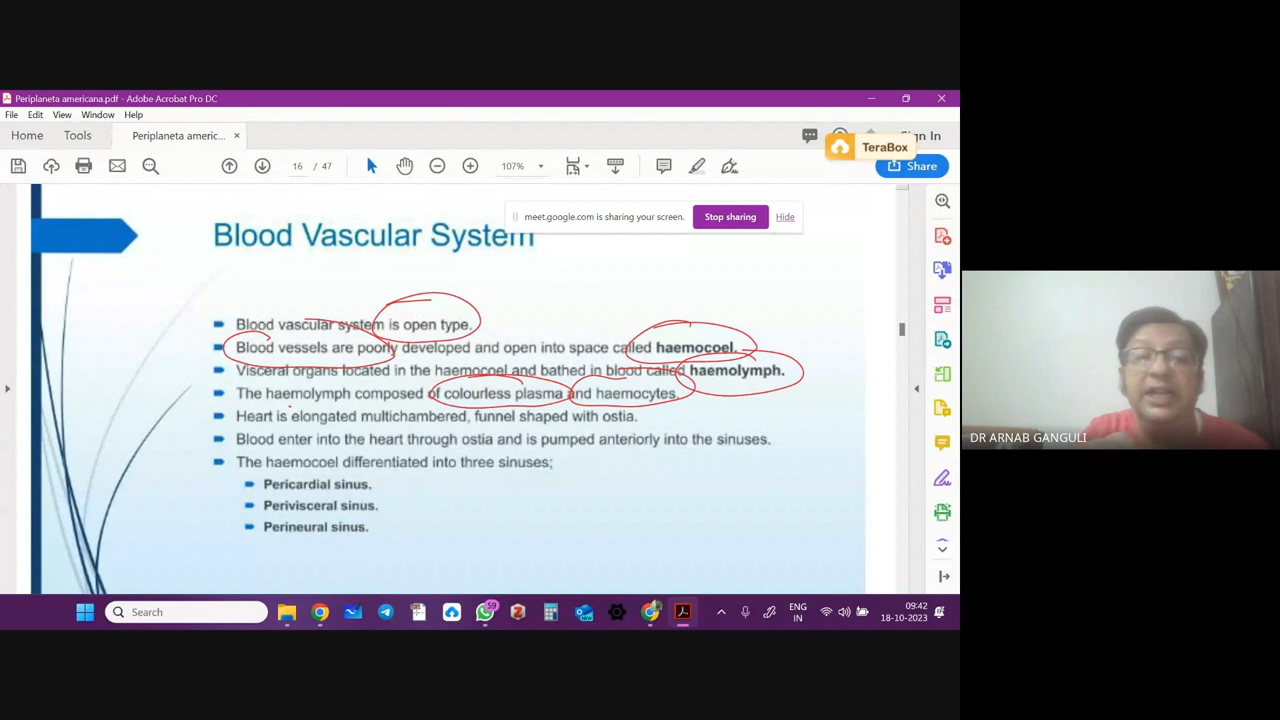 Periplaneta americana.pdf - Adobe Acrobat Pro DC
File Edit View Window Help
Home Tools Periplaneta americ... × Sign In
TeraBox
16 / 47 107% Share
meet.google.com is sharing your screen. Stop sharing Hide
Blood Vascular System
Blood vascular system is open type.
Blood vessels are poorly developed and open into space called haemocoel.
Visceral organs located in the haemocoel and bathed in blood called haemolymph.
The haemolymph composed of colourless plasma and haemocytes.
Heart is elongated multichambered, funnel shaped with ostia.
Blood enter into the heart through ostia and is pumped anteriorly into the sinuses.
The haemocoel differentiated into three sinuses;
Pericardial sinus.
Perivisceral sinus.
Perineural sinus.
DR ARNAB GANGULI
Search
59
ENG
IN
09:42
18-10-2023